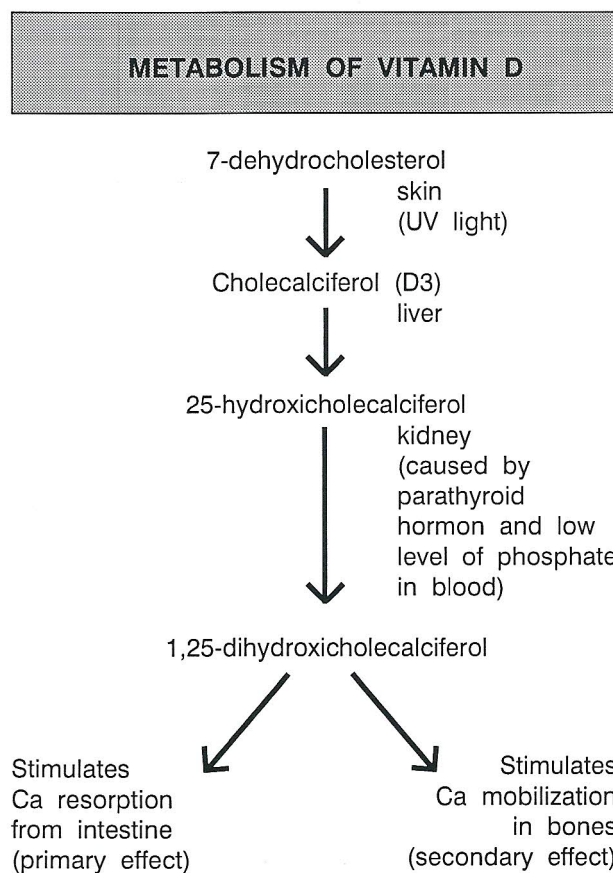 METABOLISM OF VITAMIN D
7-dehydrocholesterol
skin
(UV light)
Cholecalciferol (D3)
liver
25-hydroxicholecalciferol
kidney
(caused by
parathyroid
hormon and low
level of phosphate
in blood)
1,25-dihydroxicholecalciferol
Stimulates
Ca resorption
from intestine
(primary effect)
Stimulates
Ca mobilization
in bones
(secondary effect)